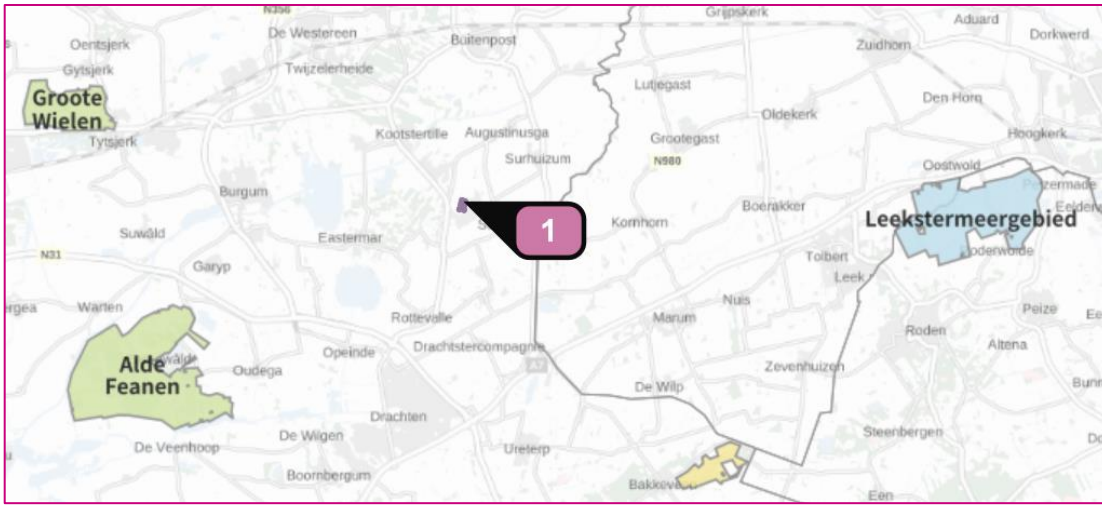 N356
Grijpskerk
Aduard
De Westereen
Dorkwerd
Oentsjerk
Buitenpost
Zuidhorn
Gytsjerk
Twijzelerheide
Lutjegast
Groote
Wielen
Den Horn
Oldekerk
Tytsjerk
Kootstertille
Augustinusga
Grootegast
Hoogkerk
Surhuizum
N980
Oostwold
Burgum
1
Boerakker
Leekstermeergebied
Kornhorn
Suwâld
Eastermar
N31
Garyp
Tolbert
Leek
Warten
Nuis
Peize
Rottevalle
Marum
Roden
Opeinde
Drachtstercompagnie
Altena
Alde
Feanen
Oudega
A7
Zevenhuizen
De Wilp
Drachten
De Wilgen
Steenbergen
De Veenhoop
Ureterp
Boornbergum
Een